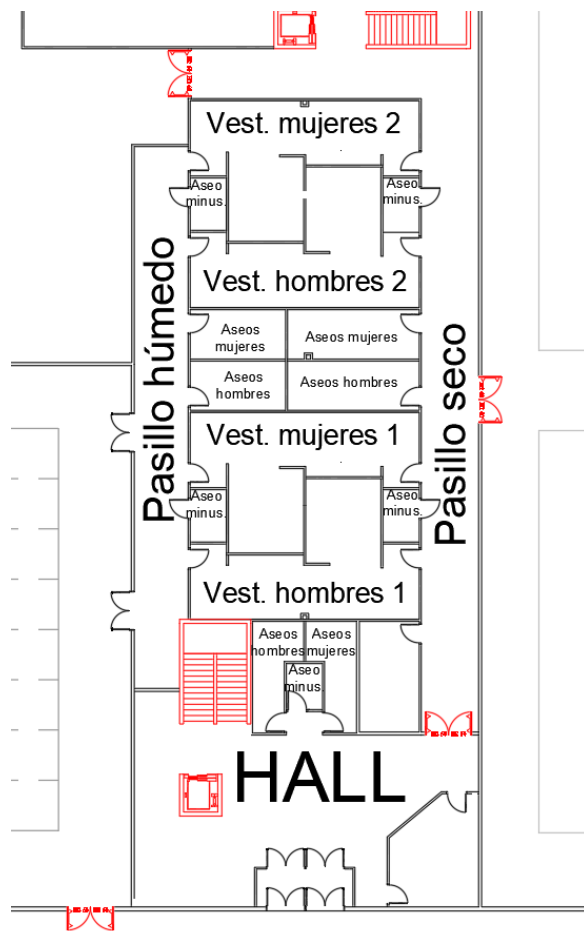 Vest. mujeres 2
Aseo
minus.
Aseo
minus.
Pasillo húmedo
Vest. hombres 2
Aseos
mujeres
Aseos mujeres
Pasillo seco
Aseos
hombres
Aseos hombres
Vest. mujeres 1
Aseo
minus.
Aseo
minus.
Vest. hombres 1
Aseos
hombres
Aseos
mujeres
Aseo
minus.
HALL